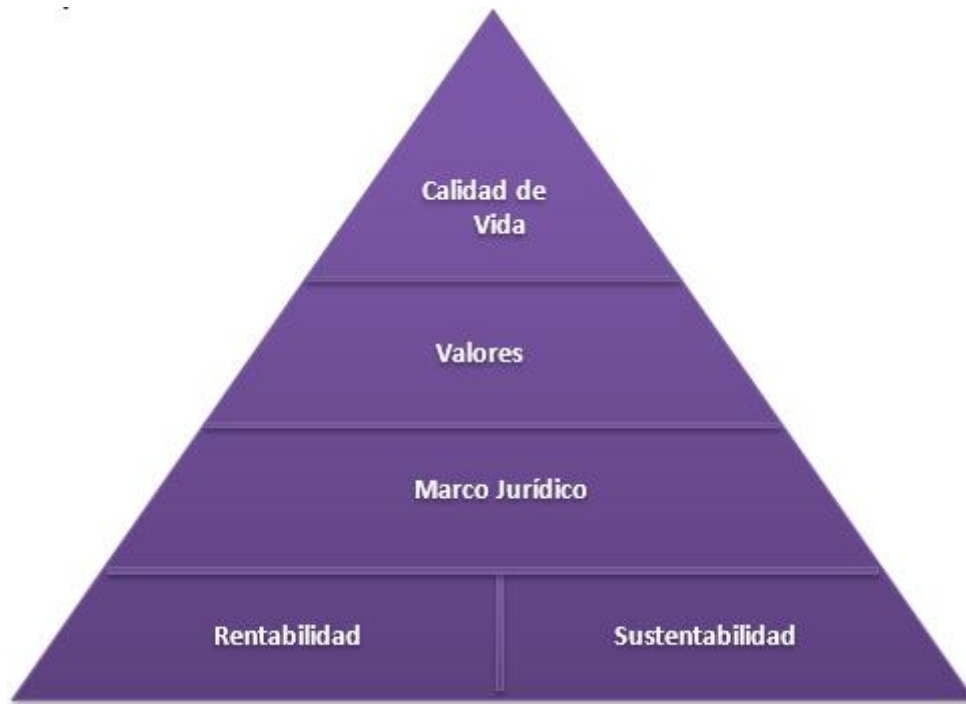 Calidad de
Vida
Valores
Marco Jurídico
Rentabilidad
Sustentabilidad